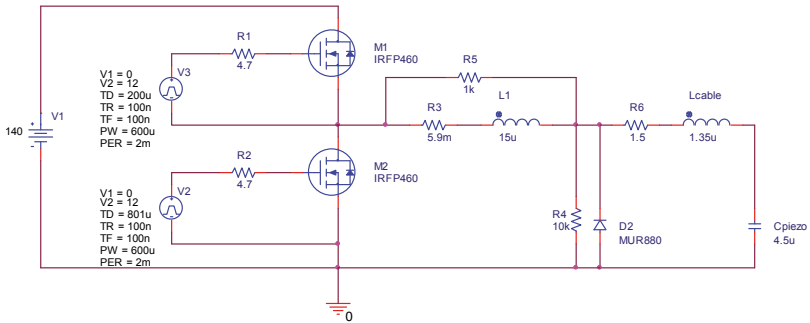 R1
4.7
M1
IRFP460
V1 = 0
V2 = 12
TD = 200u
TR = 100n
TF = 100n
PW = 600u
PER = 2m
V3
R5
1k
L1
R3
5.9m
15u
R6
1.5
Lcable
1.35u
V1
140
+
-
R2
4.7
M2
IRFP460
V1 = 0
V2 = 12
TD = 801u
TR = 100n
TF = 100n
PW = 600u
PER = 2m
V2
R4
10k
D2
MUR880
Cpiezo
4.5u
0